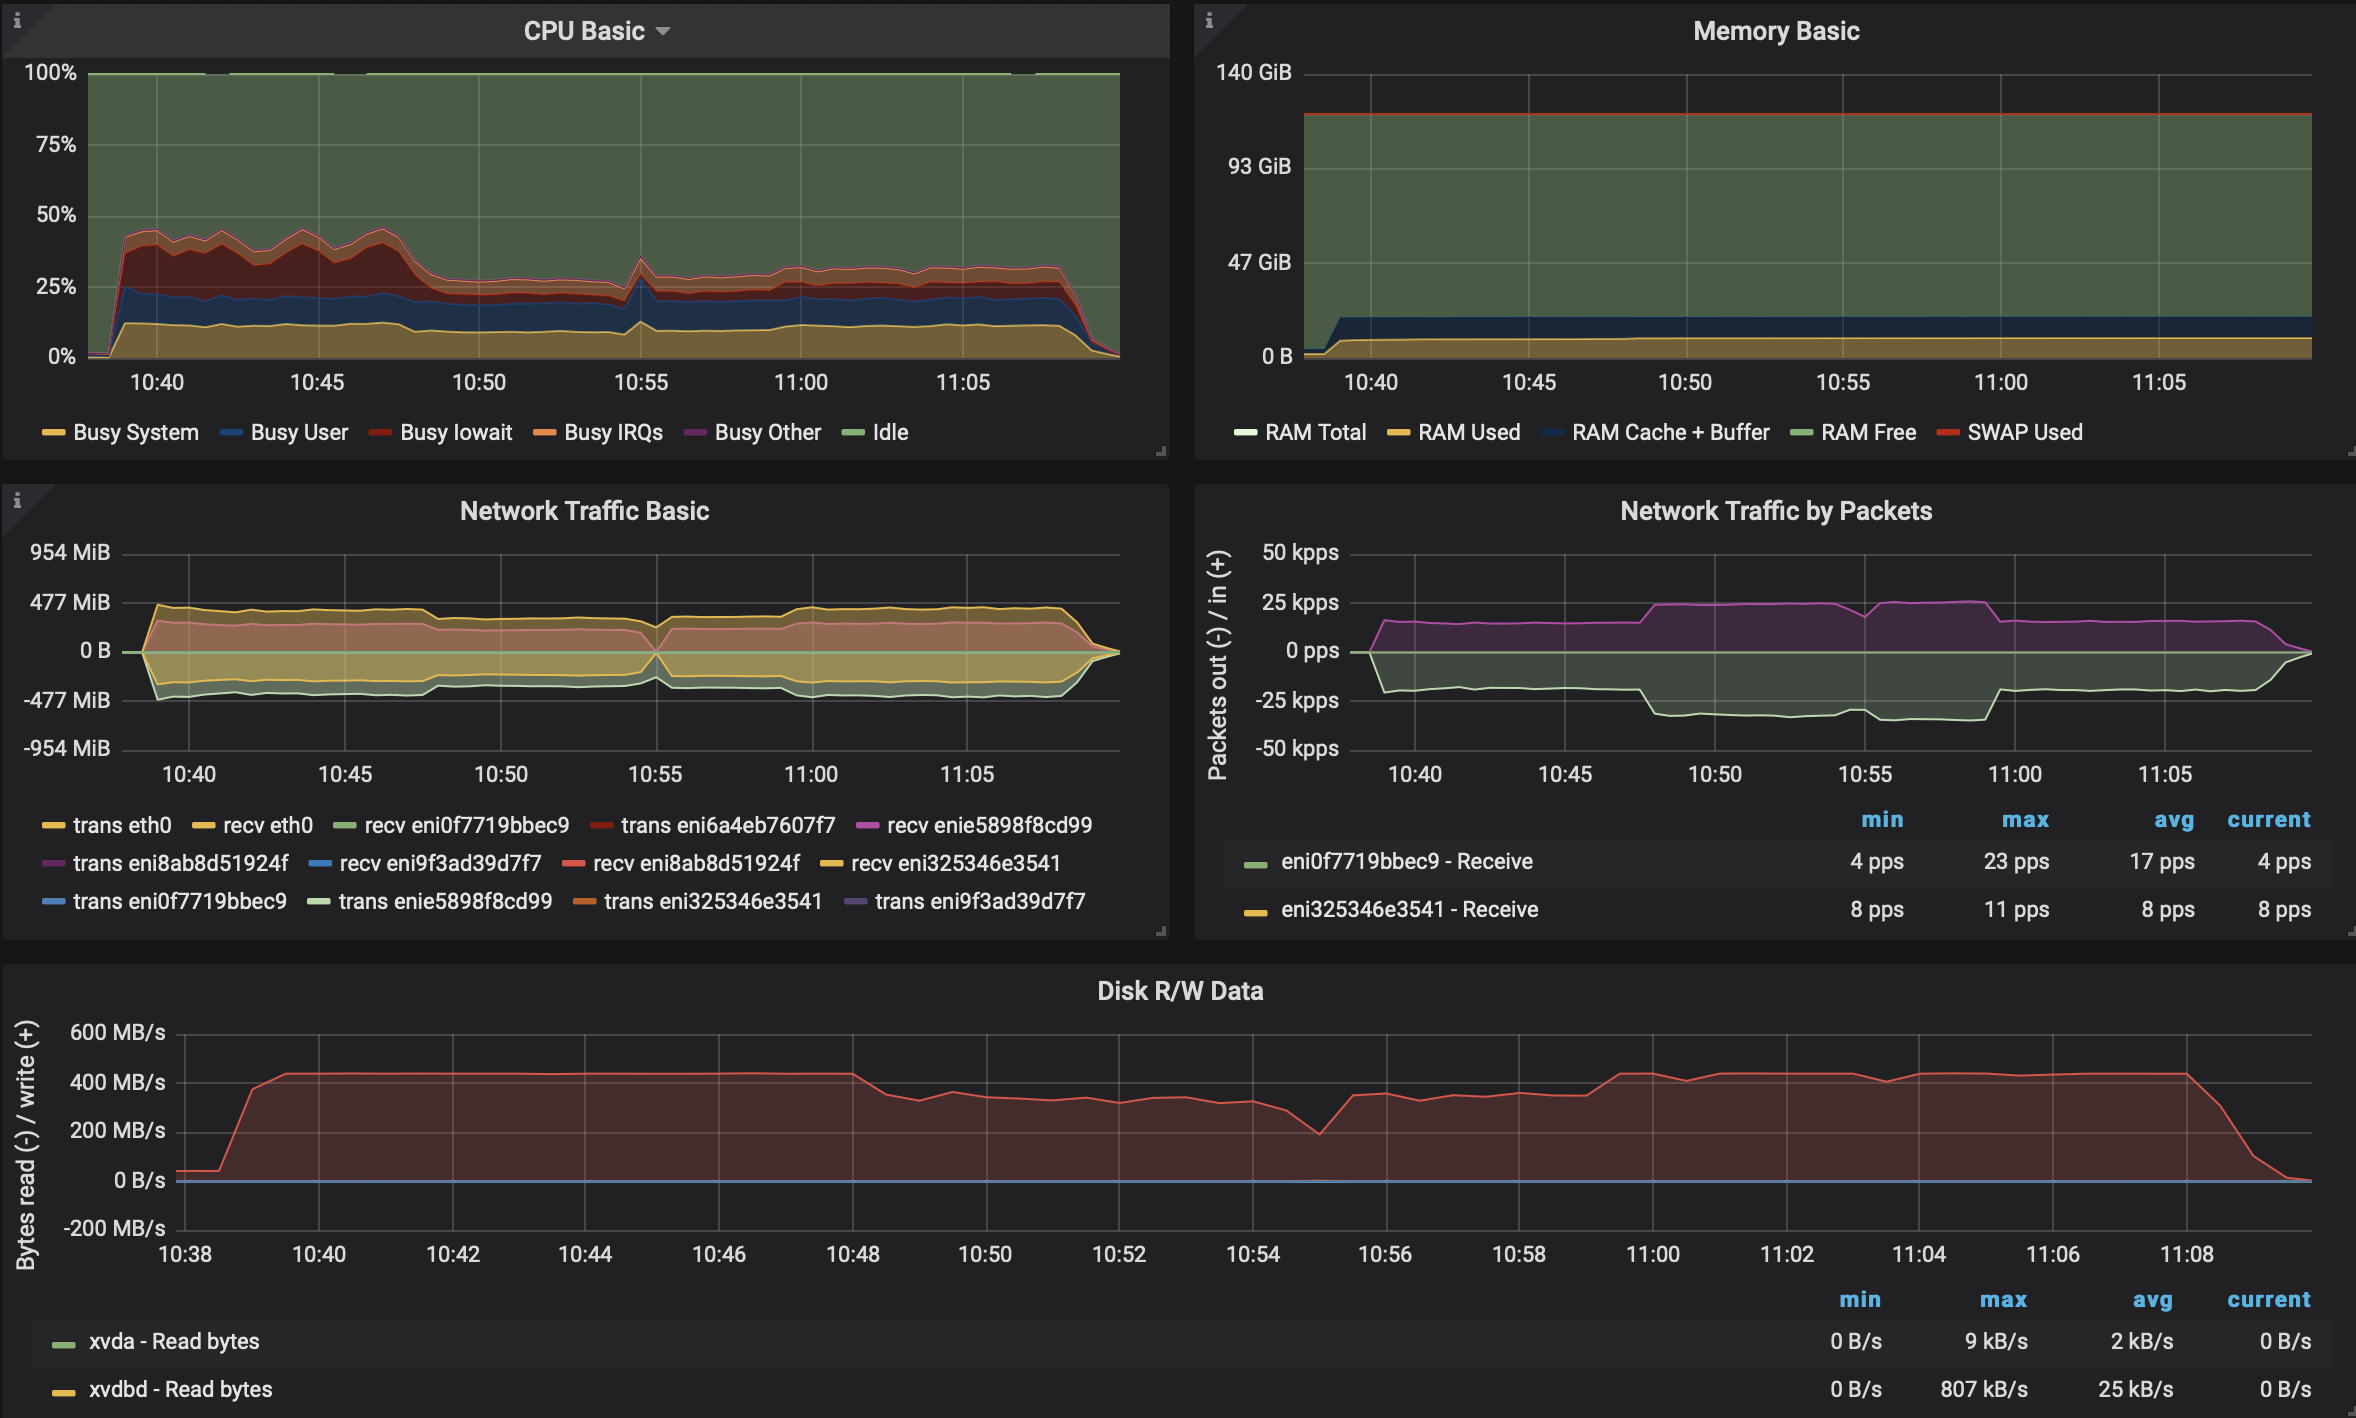 CPU Basic
100%
75%
50%
25%
0%
10:40 10:45 10:50 10:55 11:00 11:05
Busy System Busy User Busy Iowait Busy IRQs Busy Other Idle
Memory Basic
140 GiB
93 GiB
47 GiB
0 B
10:40 10:45 10:50 10:55 11:00 11:05
RAM Total RAM Used RAM Cache + Buffer RAM Free SWAP Used
Network Traffic Basic
954 MiB
477 MiB
0 B
-477 MiB
-954 MiB
10:40 10:45 10:50 10:55 11:00 11:05
trans eth0 recv eth0 recv eni0f7719bbec9 trans eni6a4eb7607f7 recv enie5898f8cd99
trans eni8ab8d51924f recv eni9f3ad39d7f7 recv eni8ab8d51924f recv eni325346e3541
trans eni0f7719bbec9 trans enie5898f8cd99 trans eni325346e3541 trans eni9f3ad39d7f7
Network Traffic by Packets
Packets out (-) / in (+)
50 kpps
25 kpps
0 pps
-25 kpps
-50 kpps
10:40 10:45 10:50 10:55 11:00 11:05
min max avg current
eni0f7719bbec9 - Receive 4 pps 23 pps 17 pps 4 pps
eni325346e3541 - Receive 8 pps 11 pps 8 pps 8 pps
Disk R/W Data
Bytes read (-) / write (+)
600 MB/s
400 MB/s
200 MB/s
0 B/s
-200 MB/s
10:38 10:40 10:42 10:44 10:46 10:48 10:50 10:52 10:54 10:56 10:58 11:00 11:02 11:04 11:06 11:08
min max avg current
xvda - Read bytes 0 B/s 9 kB/s 2 kB/s 0 B/s
xvdbd - Read bytes 0 B/s 807 kB/s 25 kB/s 0 B/s